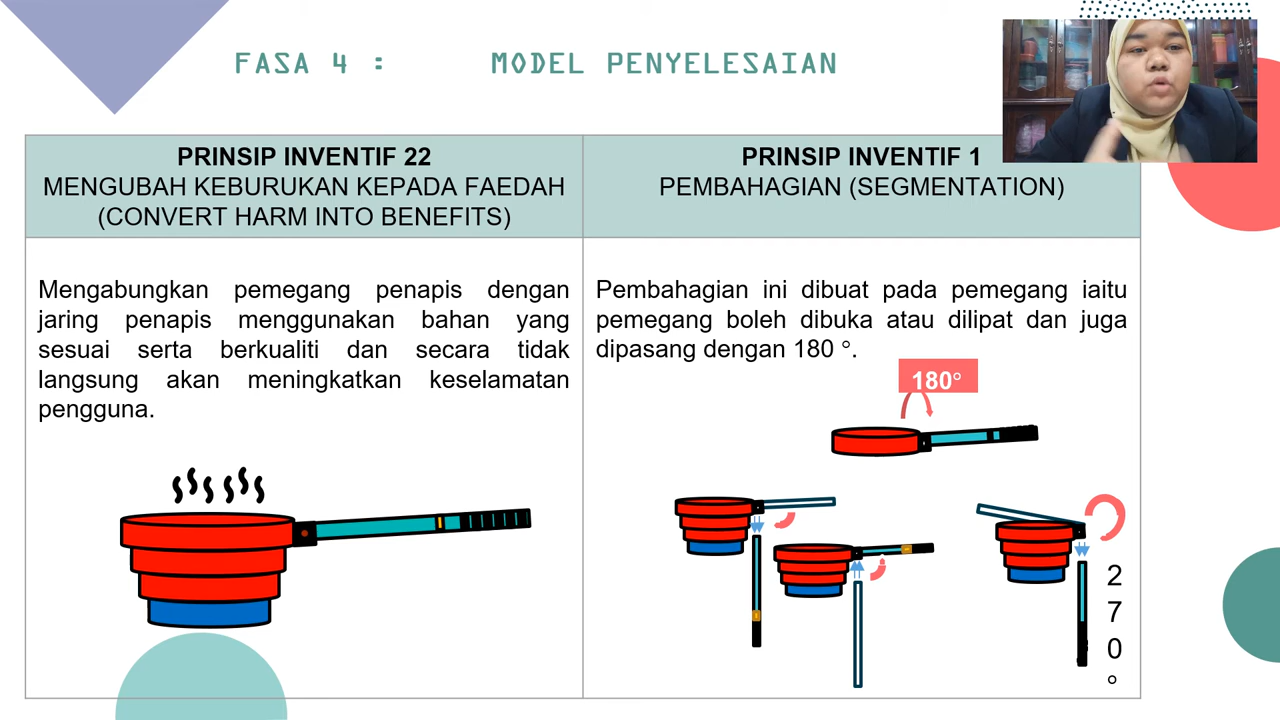 FASA 4 : MODEL PENYELESAIAN
PRINSIP INVENTIF 22
MENGUBAH KEBURUKAN KEPADA FAEDAH
(CONVERT HARM INTO BENEFITS)
PRINSIP INVENTIF 1
PEMBAHAGIAN (SEGMENTATION)
Mengabungkan pemegang penapis dengan
jaring penapis menggunakan bahan yang
sesuai serta berkualiti dan secara tidak
langsung akan meningkatkan keselamatan
pengguna.
Pembahagian ini dibuat pada pemegang iaitu
pemegang boleh dibuka atau dilipat dan juga
dipasang dengan 180 °.
180°
2
7
0
°